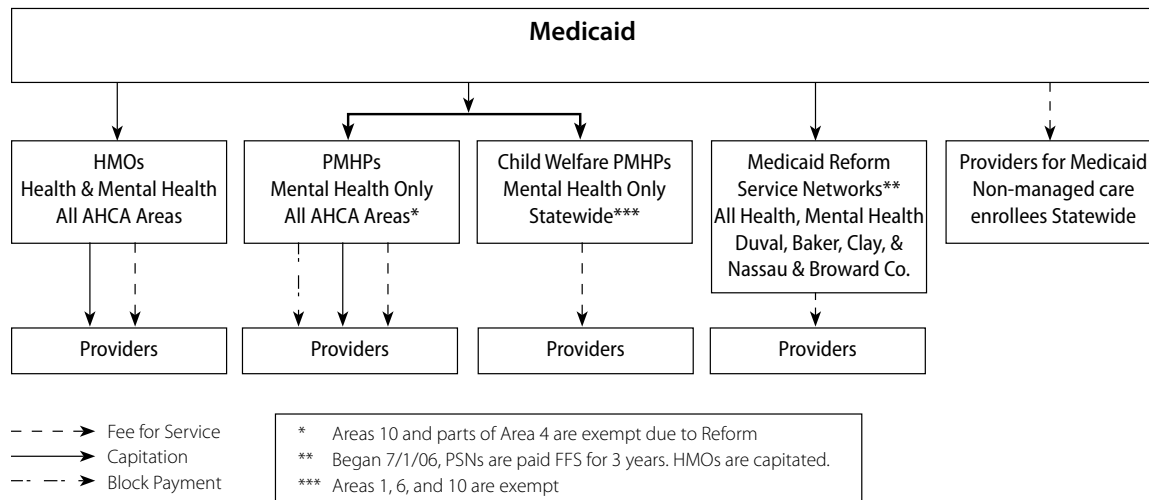 Medicaid
HMOs
Health & Mental Health
All AHCA Areas
PMHPs
Mental Health Only
All AHCA Areas*
Child Welfare PMHPs
Mental Health Only
Statewide***
Medicaid Reform
Service Networks**
All Health, Mental Health
Duval, Baker, Clay, &
Nassau & Broward Co.
Providers for Medicaid
Non-managed care
enrollees Statewide
Providers
Providers
Providers
Providers
Fee for Service
Capitation
Block Payment
* Areas 10 and parts of Area 4 are exempt due to Reform
** Began 7/1/06, PSNs are paid FFS for 3 years. HMOs are capitated.
*** Areas 1, 6, and 10 are exempt